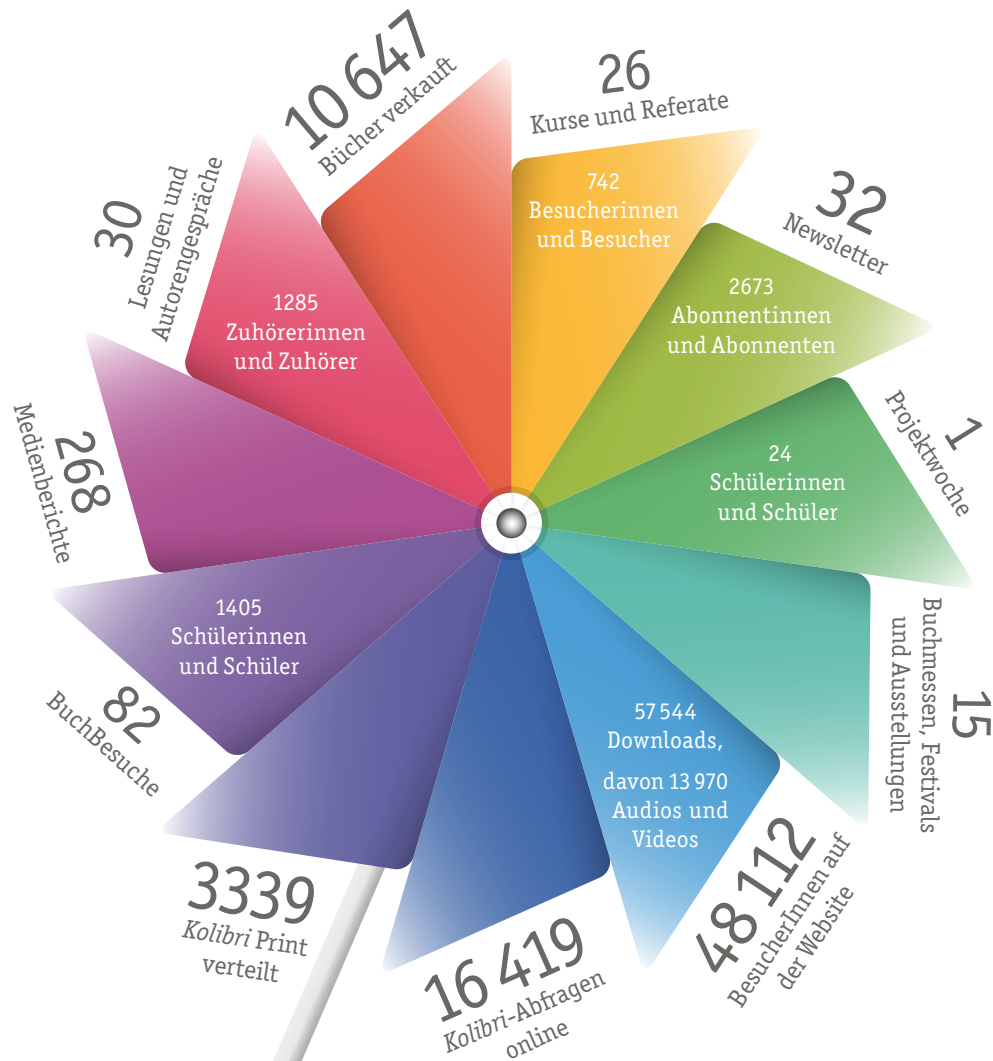 10 647
Bücher verkauft
26
Kurse und Referate
742
Besucherinnen
und Besucher
32
Newsletter
2673
Abonnentinnen
und Abonnenten
1
Projektwoche
24
Schülerinnen
und Schüler
15
Buchmessen, Festivals
und Ausstellungen
48 112
BesucherInnen auf
der Website
57 544
Downloads,
davon 13 970
Audios und
Videos
16 419
Kolibri-Abfragen
online
3339
Kolibri Print
verteilt
82
BuchBesuche
1405
Schülerinnen
und Schüler
268
Medienberichte
30
Lesungen und
Autorengespräche
1285
Zuhörerinnen
und Zuhörer